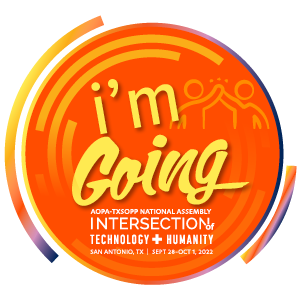 i'm
Going
AOPA-TXSOPP NATIONAL ASSEMBLY
INTERSECTION of
TECHNOLOGY + HUMANITY
SAN ANTONIO, TX | SEPT 28-OCT 1, 2022